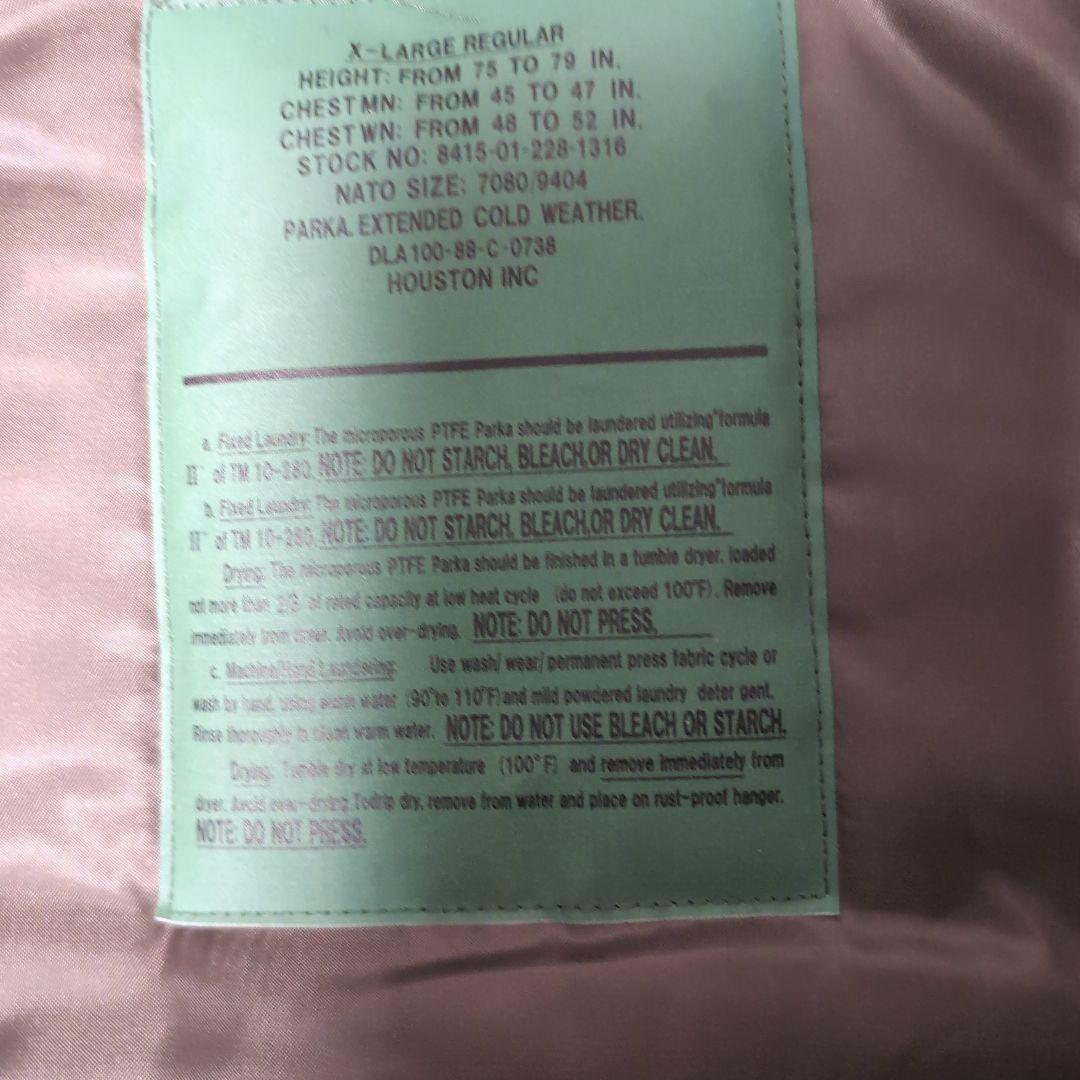 X-LARGE REGULAR
HEIGHT: FROM 75 TO 79 IN.
CHEST MN: FROM 45 TO 47 IN.
CHEST WN: FROM 48 TO 52 IN.
STOCK NO: 8415-01-228-1316
NATO SIZE: 7080/9404
PARKA. EXTENDED COLD WEATHER.
DLA100-88-C-0738
HOUSTON INC
a. Fixed Laundry: The microporous PTFE Parka should be laundered utilizing"formula
II" of TM 10-280. NOTE: DO NOT STARCH, BLEACH,OR DRY CLEAN.
b. Fixed Laundry: The microporous PTFE Parka should be laundered utilizing"formula
II" of TM 10-280. NOTE: DO NOT STARCH, BLEACH,OR DRY CLEAN.
Drying: The microporous PTFE Parka should be finished in a tumble dryer. loaded
not more than 2/3 of rated capacity at low heat cycle (do not exceed 100°F). Remove
immediately from dryer. Avoid over-drying. NOTE: DO NOT PRESS.
c. Machine/Hand Laundering: Use wash/ wear/ permanent press fabric cycle or
wash by hand, using warm water (90°to 110°F)and mild powdered laundry deter gent.
Rinse thoroughly in clean warm water. NOTE: DO NOT USE BLEACH OR STARCH.
Drying: Tumble dry at low temperature (100°F) and remove immediately from
dryer. Avoid over-drying.Todrip dry, remove from water and place on rust-proof hanger.
NOTE: DO NOT PRESS.